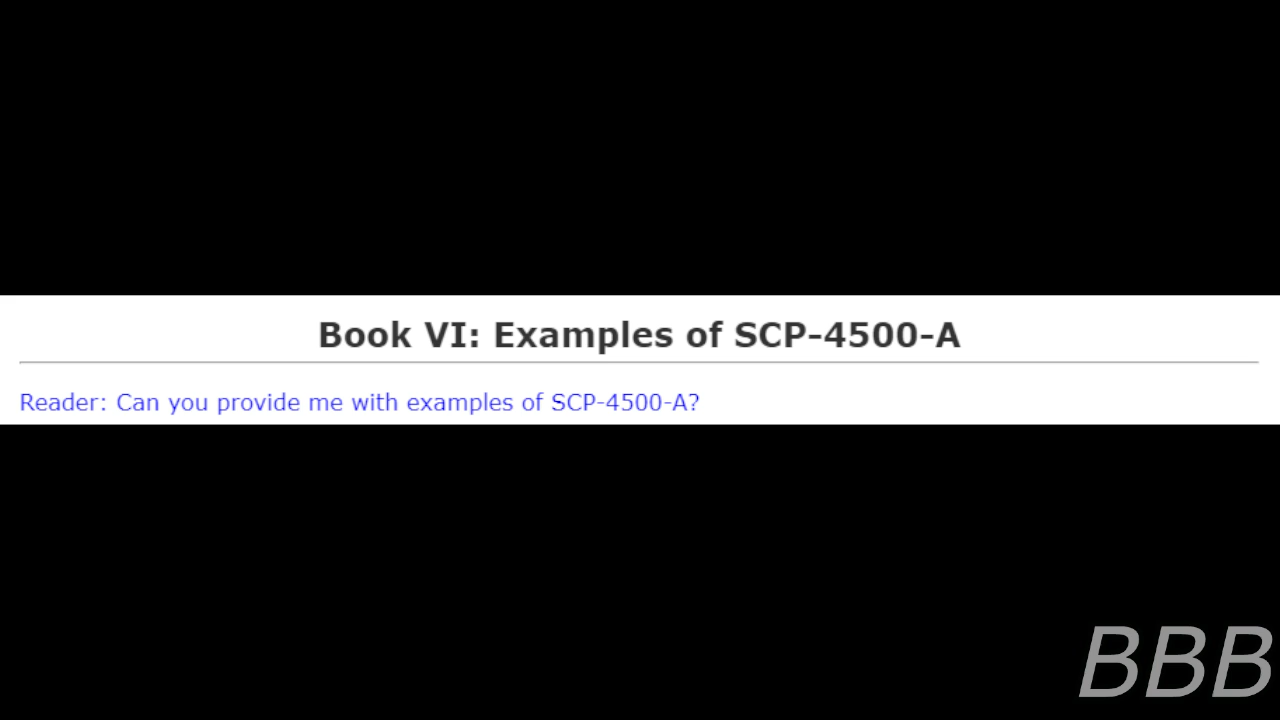 Book VI: Examples of SCP-4500-A
Reader: Can you provide me with examples of SCP-4500-A?
BBB